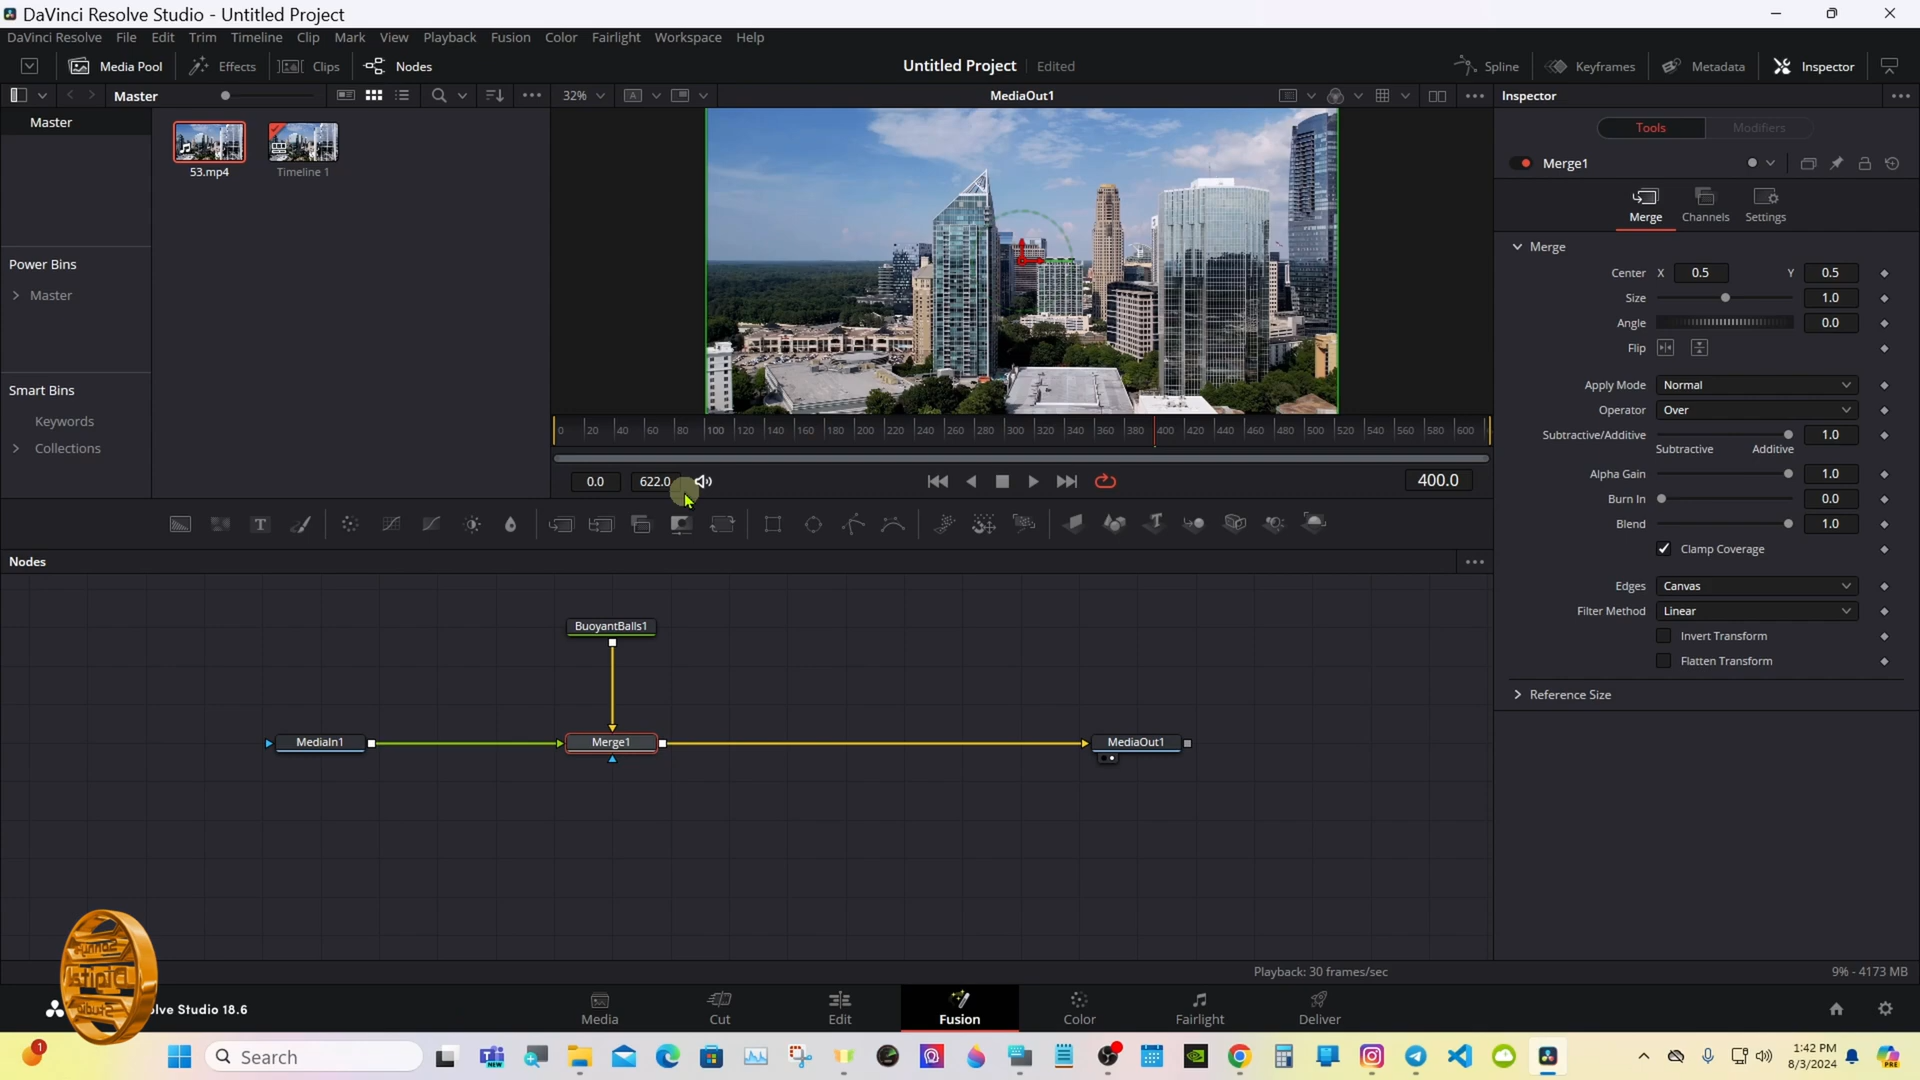 DaVinci Resolve Studio - Untitled Project
DaVinci Resolve File Edit Trim Timeline Clip Mark View Playback Fusion Color Fairlight Workspace Help
Media Pool Effects Clips Nodes Untitled Project Edited Spline Keyframes Metadata Inspector
Master 32% A MediaOut1 Inspector
Master
53.mp4 Timeline 1
Power Bins
Master
Smart Bins
Keywords
Collections
0 20 40 60 80 100 120 140 160 180 200 220 240 260 280 300 320 340 360 380 400 420 440 460 480 500 520 540 560 580 600
0.0 622.0 400.0
Tools Modifiers
Merge1
Merge Channels Settings
Merge
Center X 0.5 Y 0.5
Size 1.0
Angle 0.0
Flip
Apply Mode Normal
Operator Over
Subtractive/Additive 1.0
Subtractive Additive
Alpha Gain 1.0
Burn In 0.0
Blend 1.0
Clamp Coverage
Edges Canvas
Filter Method Linear
Invert Transform
Flatten Transform
Reference Size
Nodes
BuoyantBalls1
MediaIn1 Merge1 MediaOut1
Playback: 30 frames/sec 9% - 4173 MB
Digital
Studio
olve Studio 18.6
Media Cut Edit Fusion Color Fairlight Deliver
1 Search NEW 1:42 PM PRE
8/3/2024